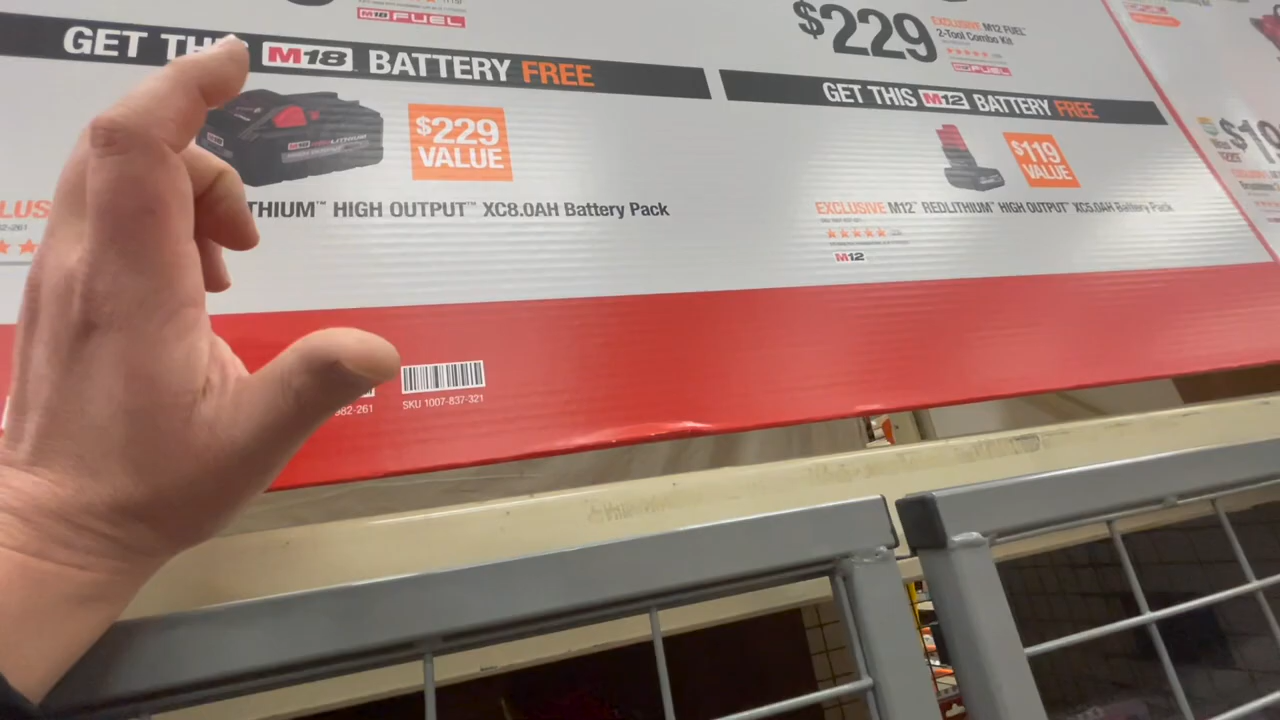 M18 FUEL
$229
EXCLUSIVE M12 FUEL™
2-Tool Combo Kit
FUEL
GET THIS M18 BATTERY FREE
$229
VALUE
THIUM™ HIGH OUTPUT™ XC8.0AH Battery Pack
SKU 1007-837-321
GET THIS M12 BATTERY FREE
$119
VALUE
EXCLUSIVE M12™ REDLITHIUM™ HIGH OUTPUT™ XC5.0AH Battery Pack
M12